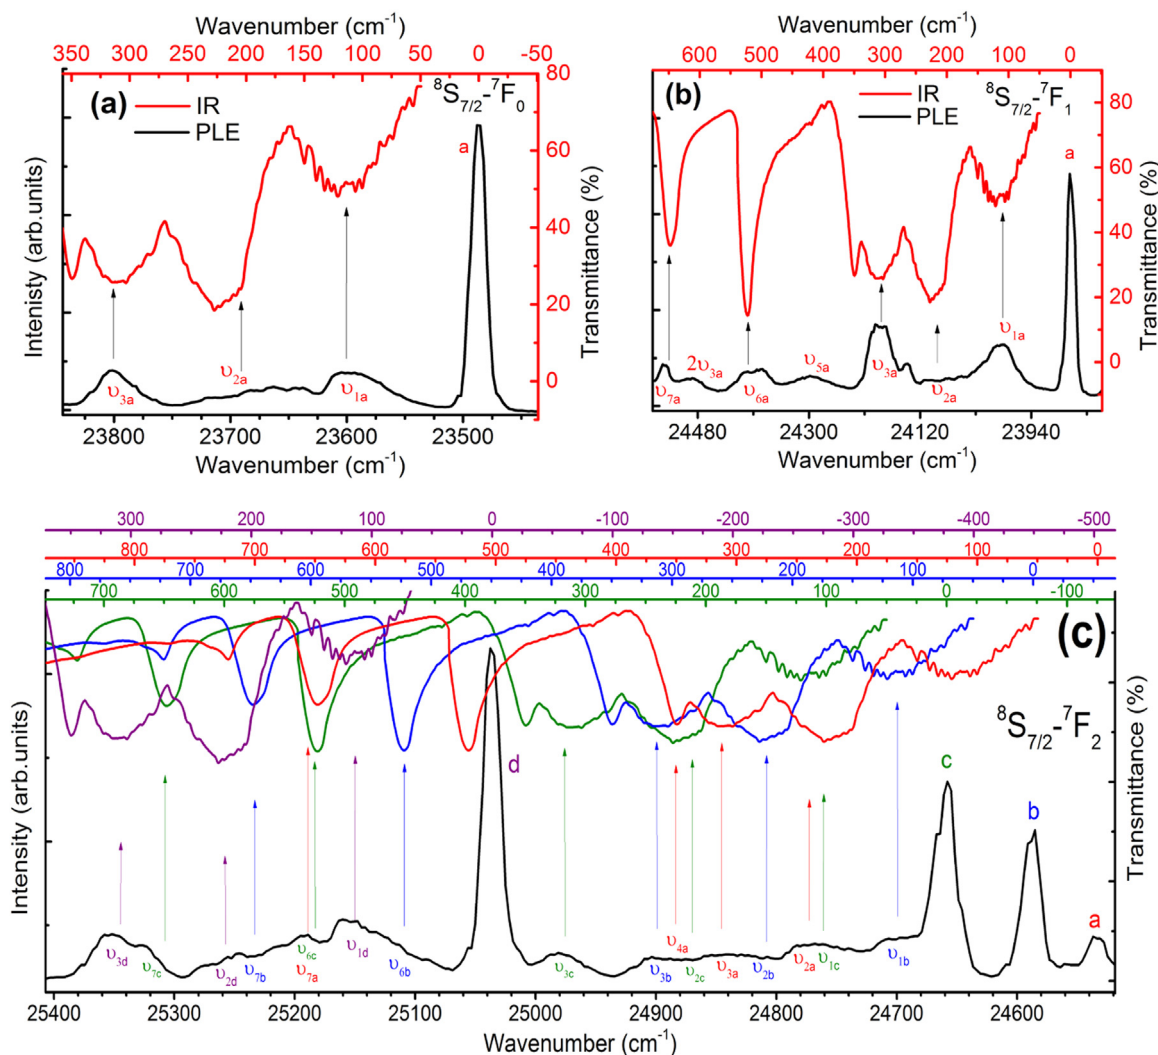 Wavenumber (cm-1)
350 300 250 200 150 100 50 0 -50
(a)
IR
PLE
8S7/2-7F0
a
υ3a
υ2a
υ1a
Intenisty (arb.units)
80
60
40
20
0
Transmittance (%)
23800 23700 23600 23500
Wavenumber (cm-1)
Wavenumber (cm-1)
600 500 400 300 200 100 0
(b)
IR
PLE
8S7/2-7F1
a
υ7a
2υ3a
υ6a
υ5a
υ3a
υ2a
υ1a
80
60
40
20
0
Transmittance (%)
24480 24300 24120 23940
Wavenumber (cm-1)
300 200 100 0 -100 -200 -300 -400 -500
800 700 600 500 400 300 200 100 0
800 700 600 500 400 300 200 100 0
700 600 500 400 300 200 100 0 -100
(c)
8S7/2-7F2
d
c
b
a
υ3d
υ7c
υ2d
υ7b
υ6c
υ7a
υ1d
υ6b
υ3c
υ3b
υ4a
υ2c
υ3a
υ2b
υ2a
υ1c
υ1b
Intensity (arb.units)
Transmittance (%)
25400 25300 25200 25100 25000 24900 24800 24700 24600
Wavenumber (cm-1)